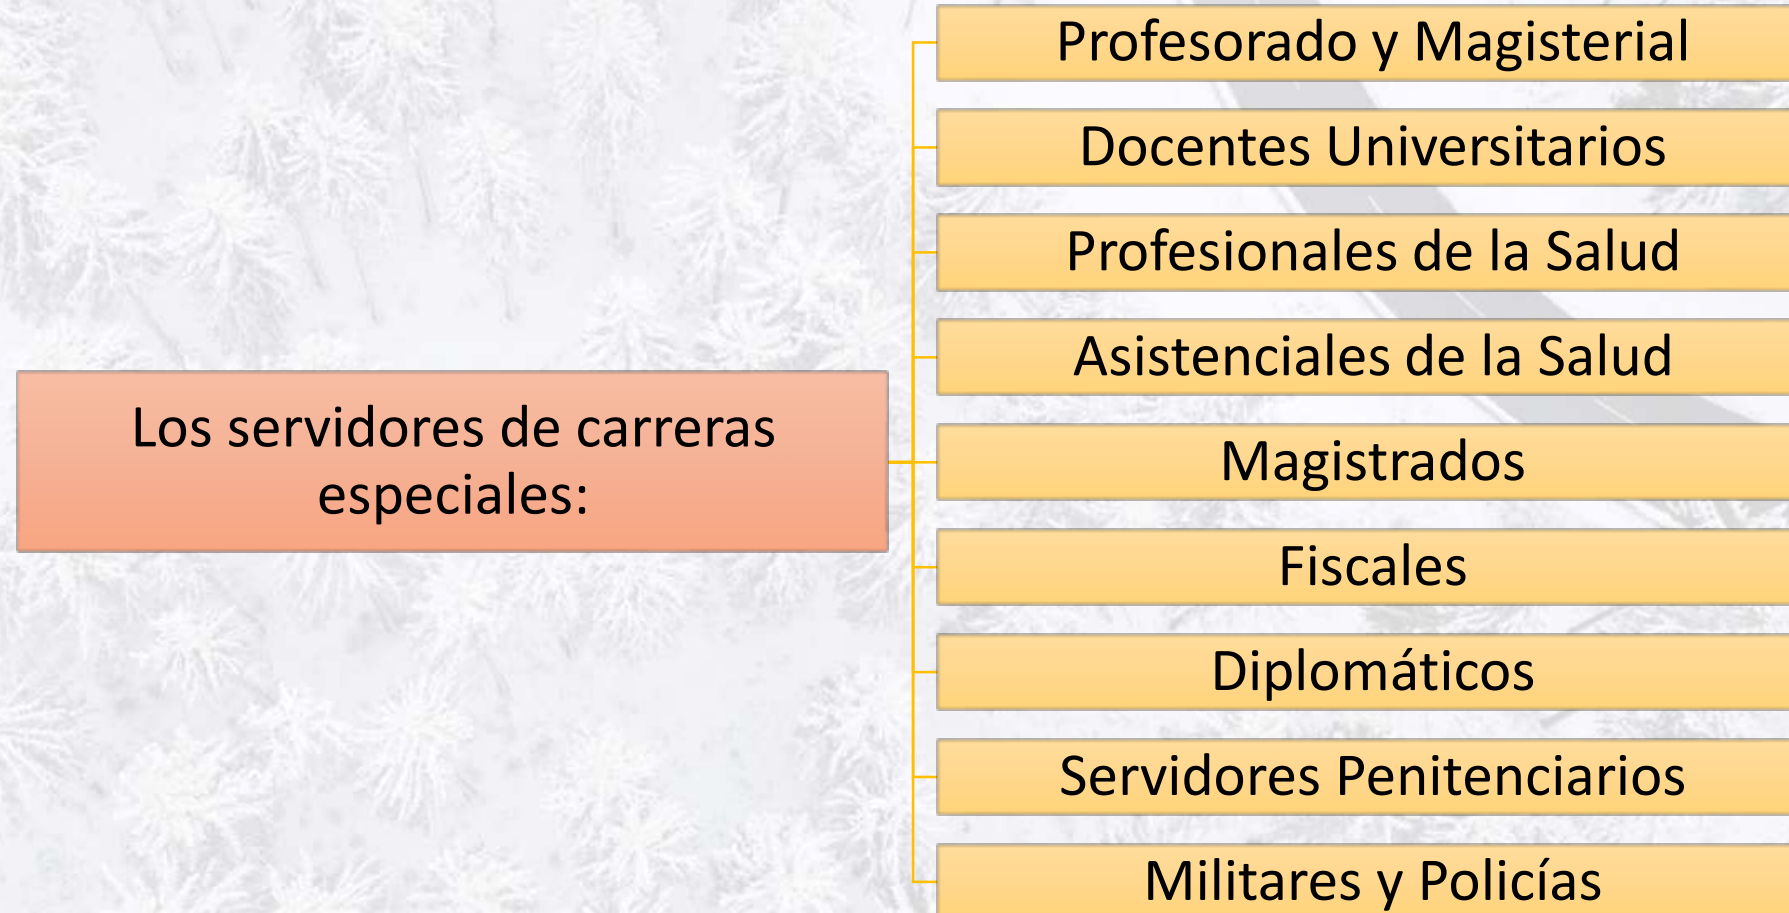 Los servidores de carreras
especiales:
Profesorado y Magisterial
Docentes Universitarios
Profesionales de la Salud
Asistenciales de la Salud
Magistrados
Fiscales
Diplomáticos
Servidores Penitenciarios
Militares y Policías